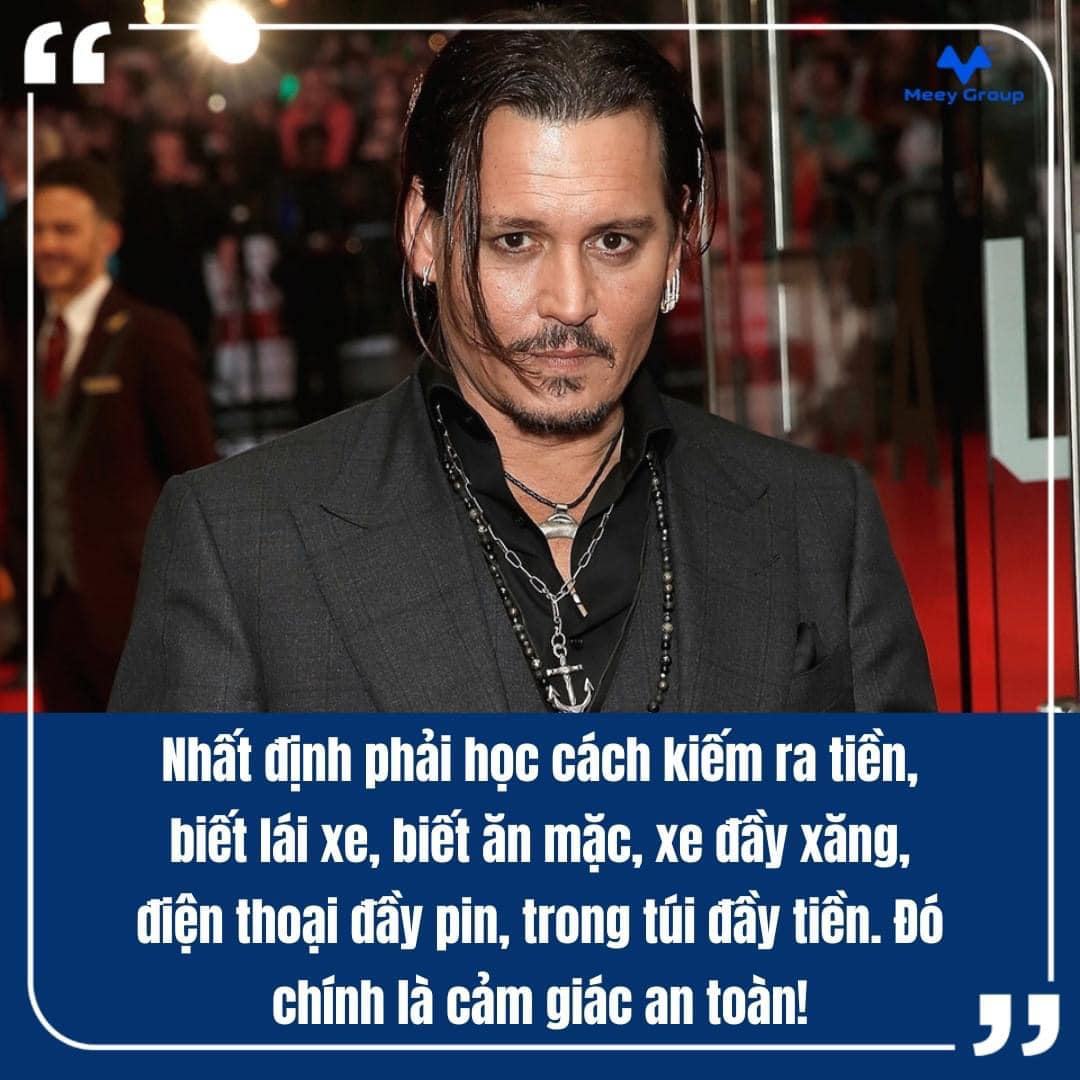 Meey Group
Nhất định phải học cách kiếm ra tiền,
biết lái xe, biết ăn mặc, xe đầy xăng,
điện thoại đầy pin, trong túi đầy tiền. Đó
chính là cảm giác an toàn!